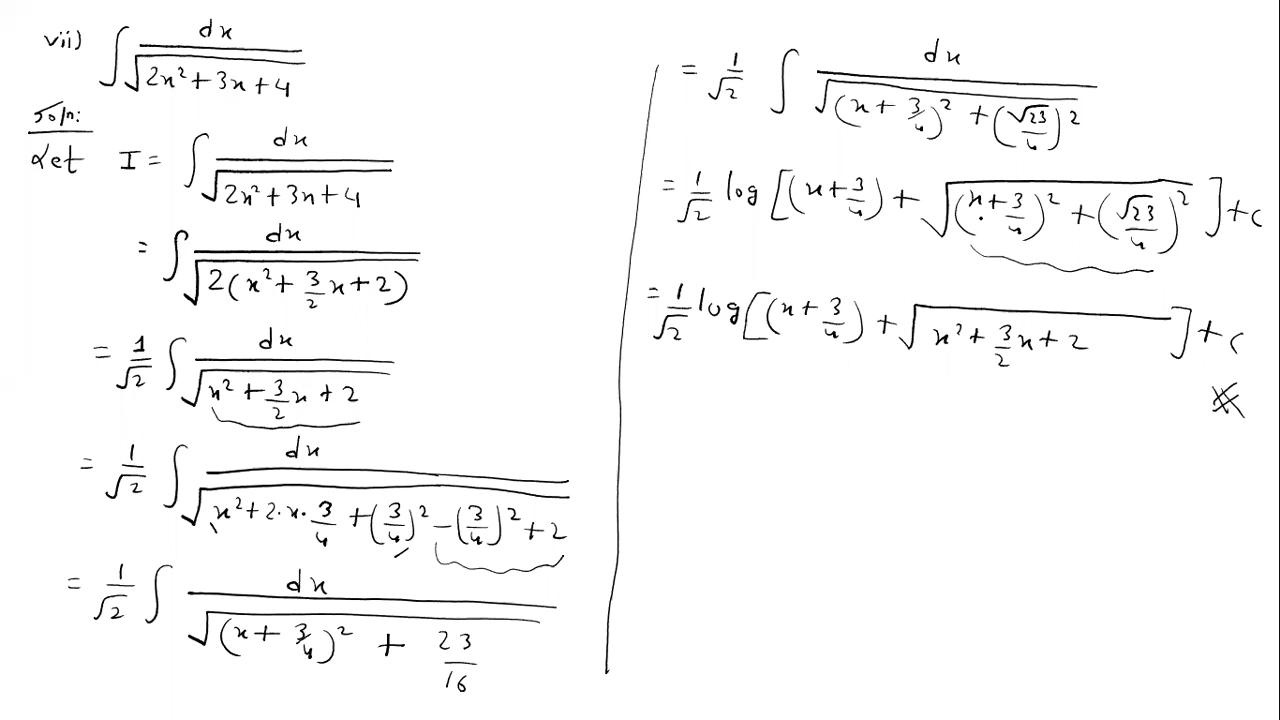 vii) ∫ dx / √(2x² + 3x + 4)
Soln:
Let I = ∫ dx / √(2x² + 3x + 4)
= ∫ dx / √(2(x² + 3/2 x + 2))
= 1/√2 ∫ dx / √(x² + 3/2 x + 2)
= 1/√2 ∫ dx / √(x² + 2·x·3/4 + (3/4)² − (3/4)² + 2)
= 1/√2 ∫ dx / √((x + 3/4)² + 23/16)
= 1/√2 ∫ dx / √((x + 3/4)² + (√23/4)²)
= 1/√2 log [(x + 3/4) + √((x + 3/4)² + (√23/4)²)] + c
= 1/√2 log [(x + 3/4) + √(x² + 3/2 x + 2)] + c